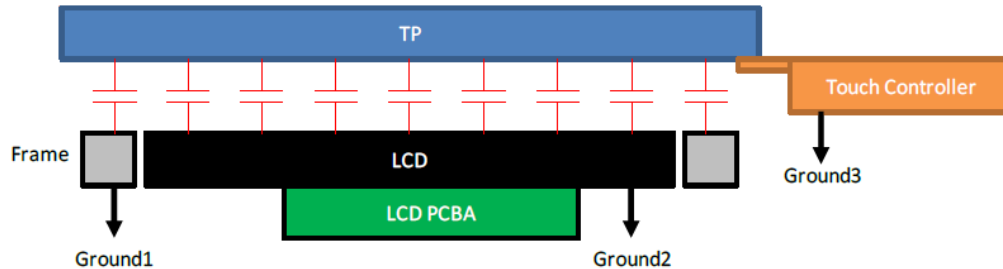 TP
Touch Controller
Frame
LCD
Ground3
LCD PCBA
Ground1
Ground2